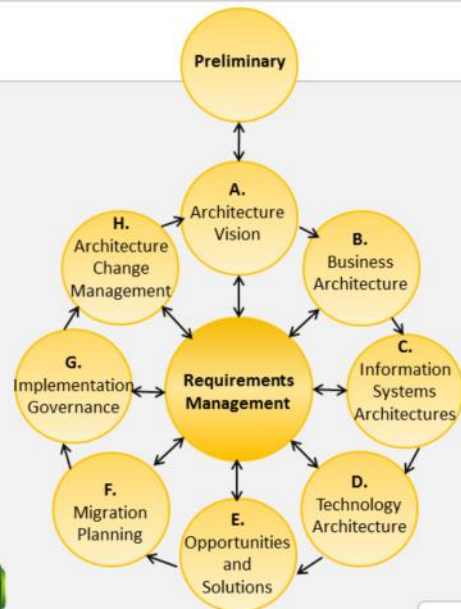 Preliminary
A.
Architecture
Vision
B.
Business
Architecture
C.
Information
Systems
Architectures
D.
Technology
Architecture
E.
Opportunities
and
Solutions
F.
Migration
Planning
G.
Implementation
Governance
H.
Architecture
Change
Management
Requirements
Management